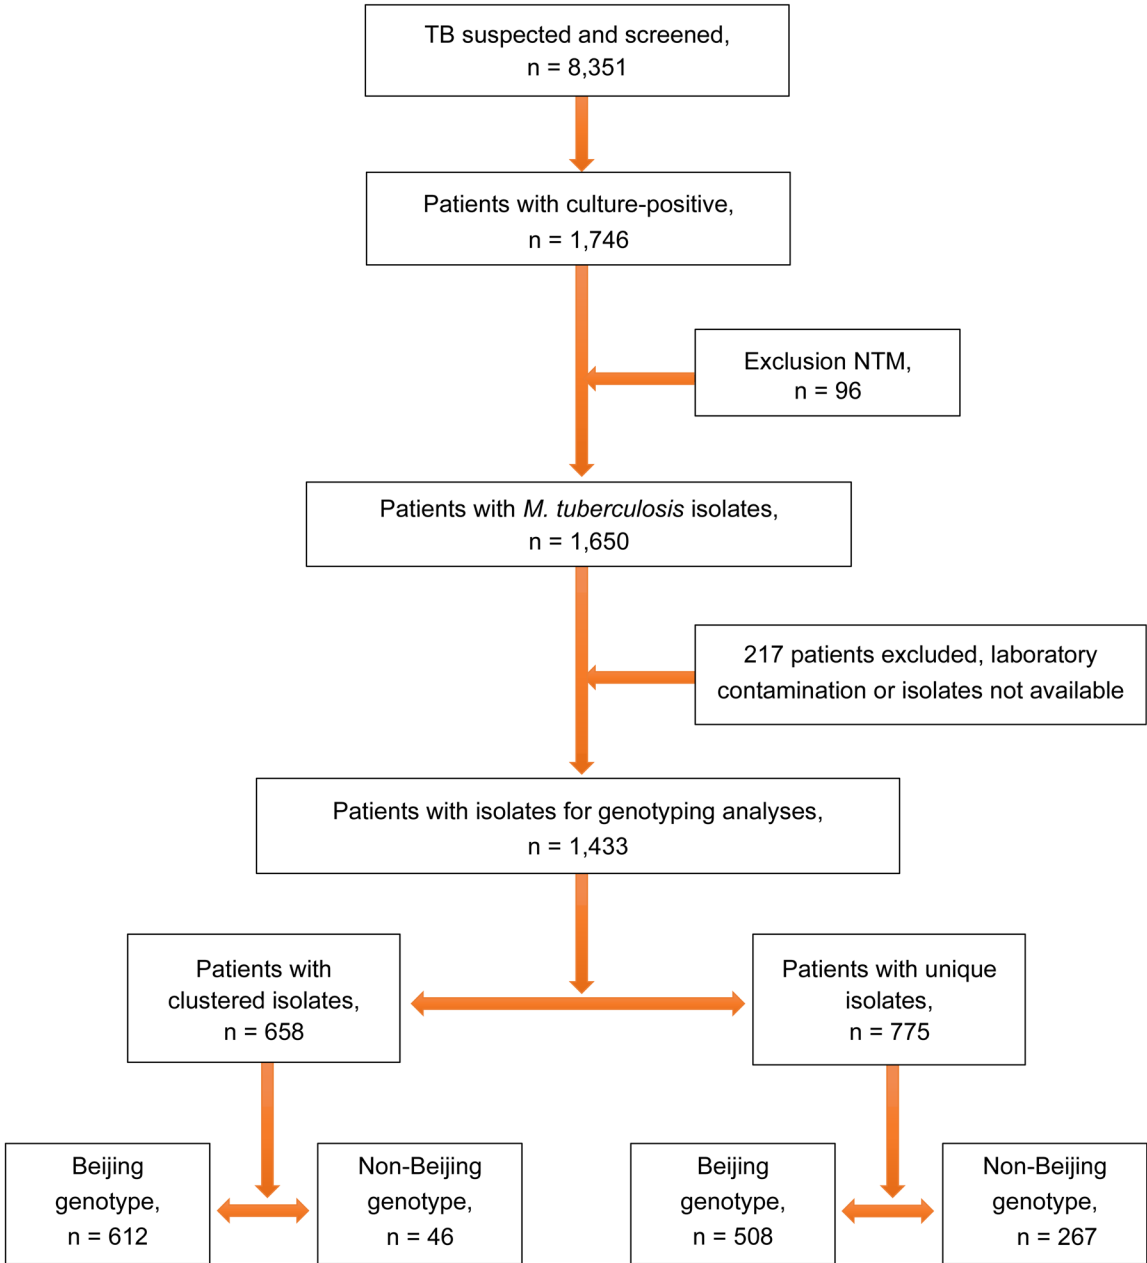 TB suspected and screened,
n = 8,351
Patients with culture-positive,
n = 1,746
Exclusion NTM,
n = 96
Patients with M. tuberculosis isolates,
n = 1,650
217 patients excluded, laboratory
contamination or isolates not available
Patients with isolates for genotyping analyses,
n = 1,433
Patients with
clustered isolates,
n = 658
Patients with unique
isolates,
n = 775
Beijing
genotype,
n = 612
Non-Beijing
genotype,
n = 46
Beijing
genotype,
n = 508
Non-Beijing
genotype,
n = 267